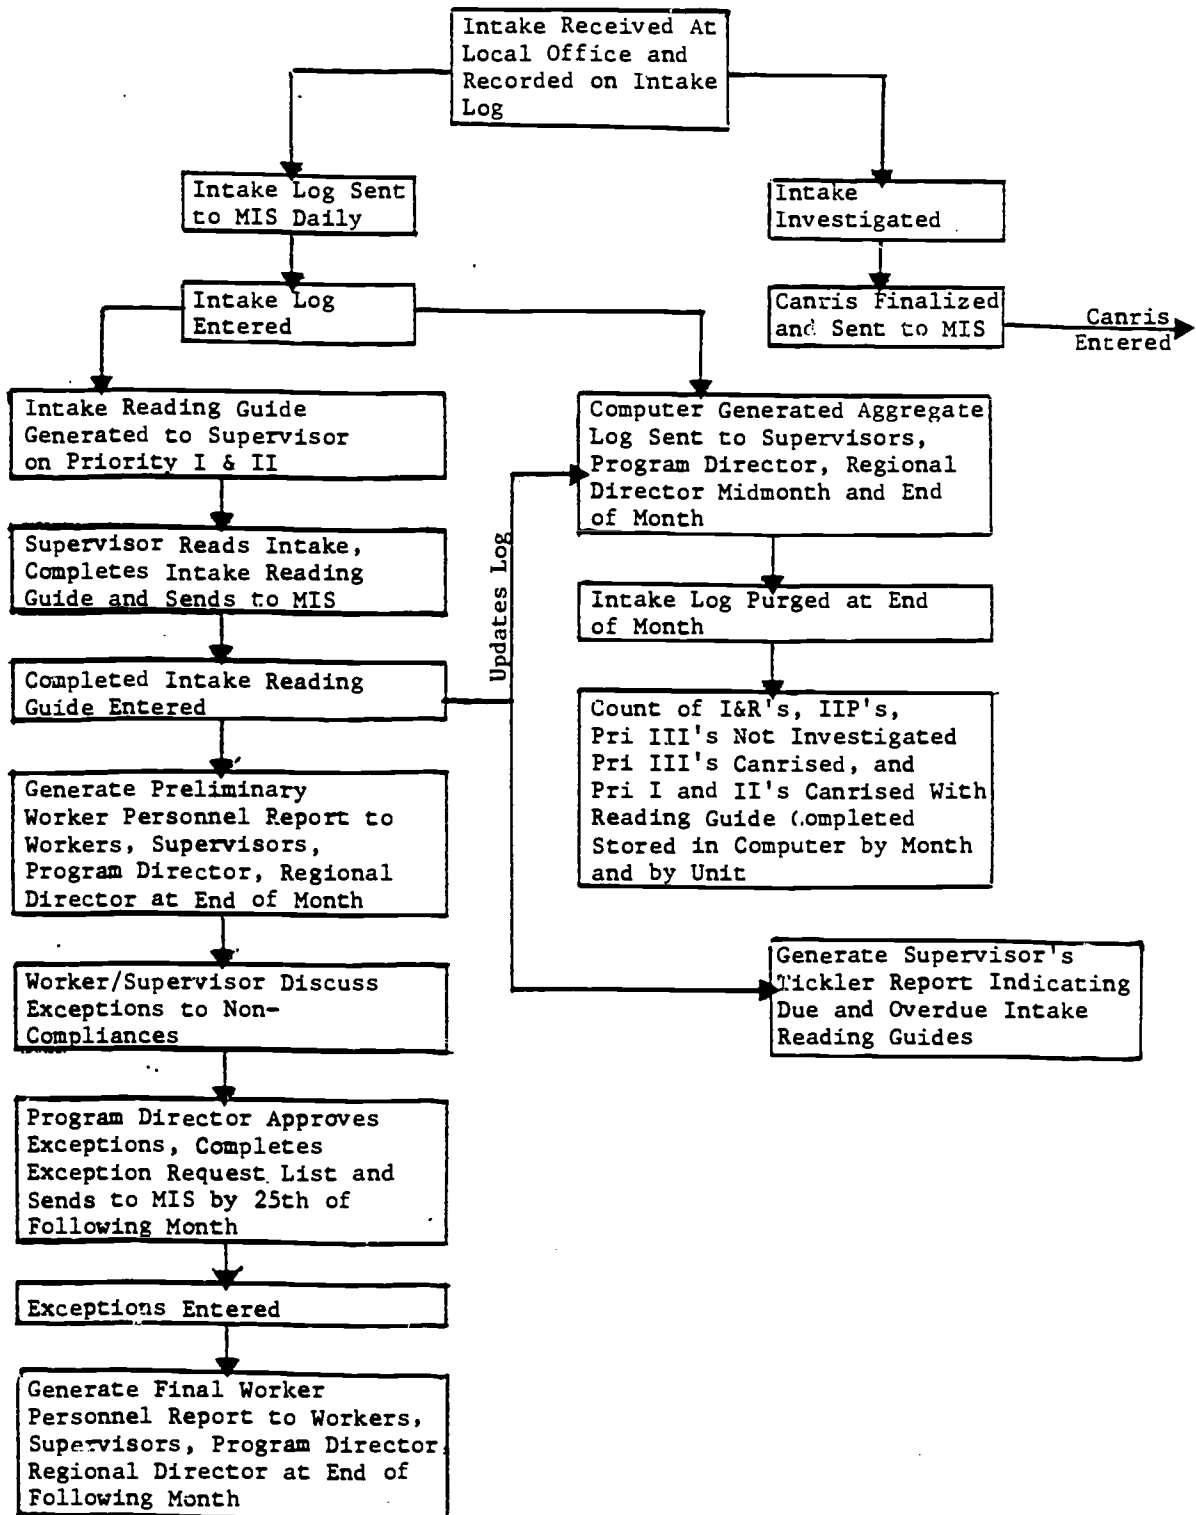 Intake Received At
Local Office and
Recorded on Intake
Log
Intake Log Sent
to MIS Daily
Intake
Investigated
Intake Log
Entered
Canris Finalized
and Sent to MIS
Canris
Entered
Intake Reading Guide
Generated to Supervisor
on Priority I & II
Computer Generated Aggregate
Log Sent to Supervisors,
Program Director, Regional
Director Midmonth and End
of Month
Supervisor Reads Intake,
Completes Intake Reading
Guide and Sends to MIS
Updates Log
Intake Log Purged at End
of Month
Completed Intake Reading
Guide Entered
Count of I&R's, IIP's,
Pri III's Not Investigated
Pri III's Canrised, and
Pri I and II's Canrised With
Reading Guide Completed
Stored in Computer by Month
and by Unit
Generate Preliminary
Worker Personnel Report to
Workers, Supervisors,
Program Director, Regional
Director at End of Month
Generate Supervisor's
Tickler Report Indicating
Due and Overdue Intake
Reading Guides
Worker/Supervisor Discuss
Exceptions to Non-
Compliances
Program Director Approves
Exceptions, Completes
Exception Request List and
Sends to MIS by 25th of
Following Month
Exceptions Entered
Generate Final Worker
Personnel Report to Workers,
Supervisors, Program Director,
Regional Director at End of
Following Month